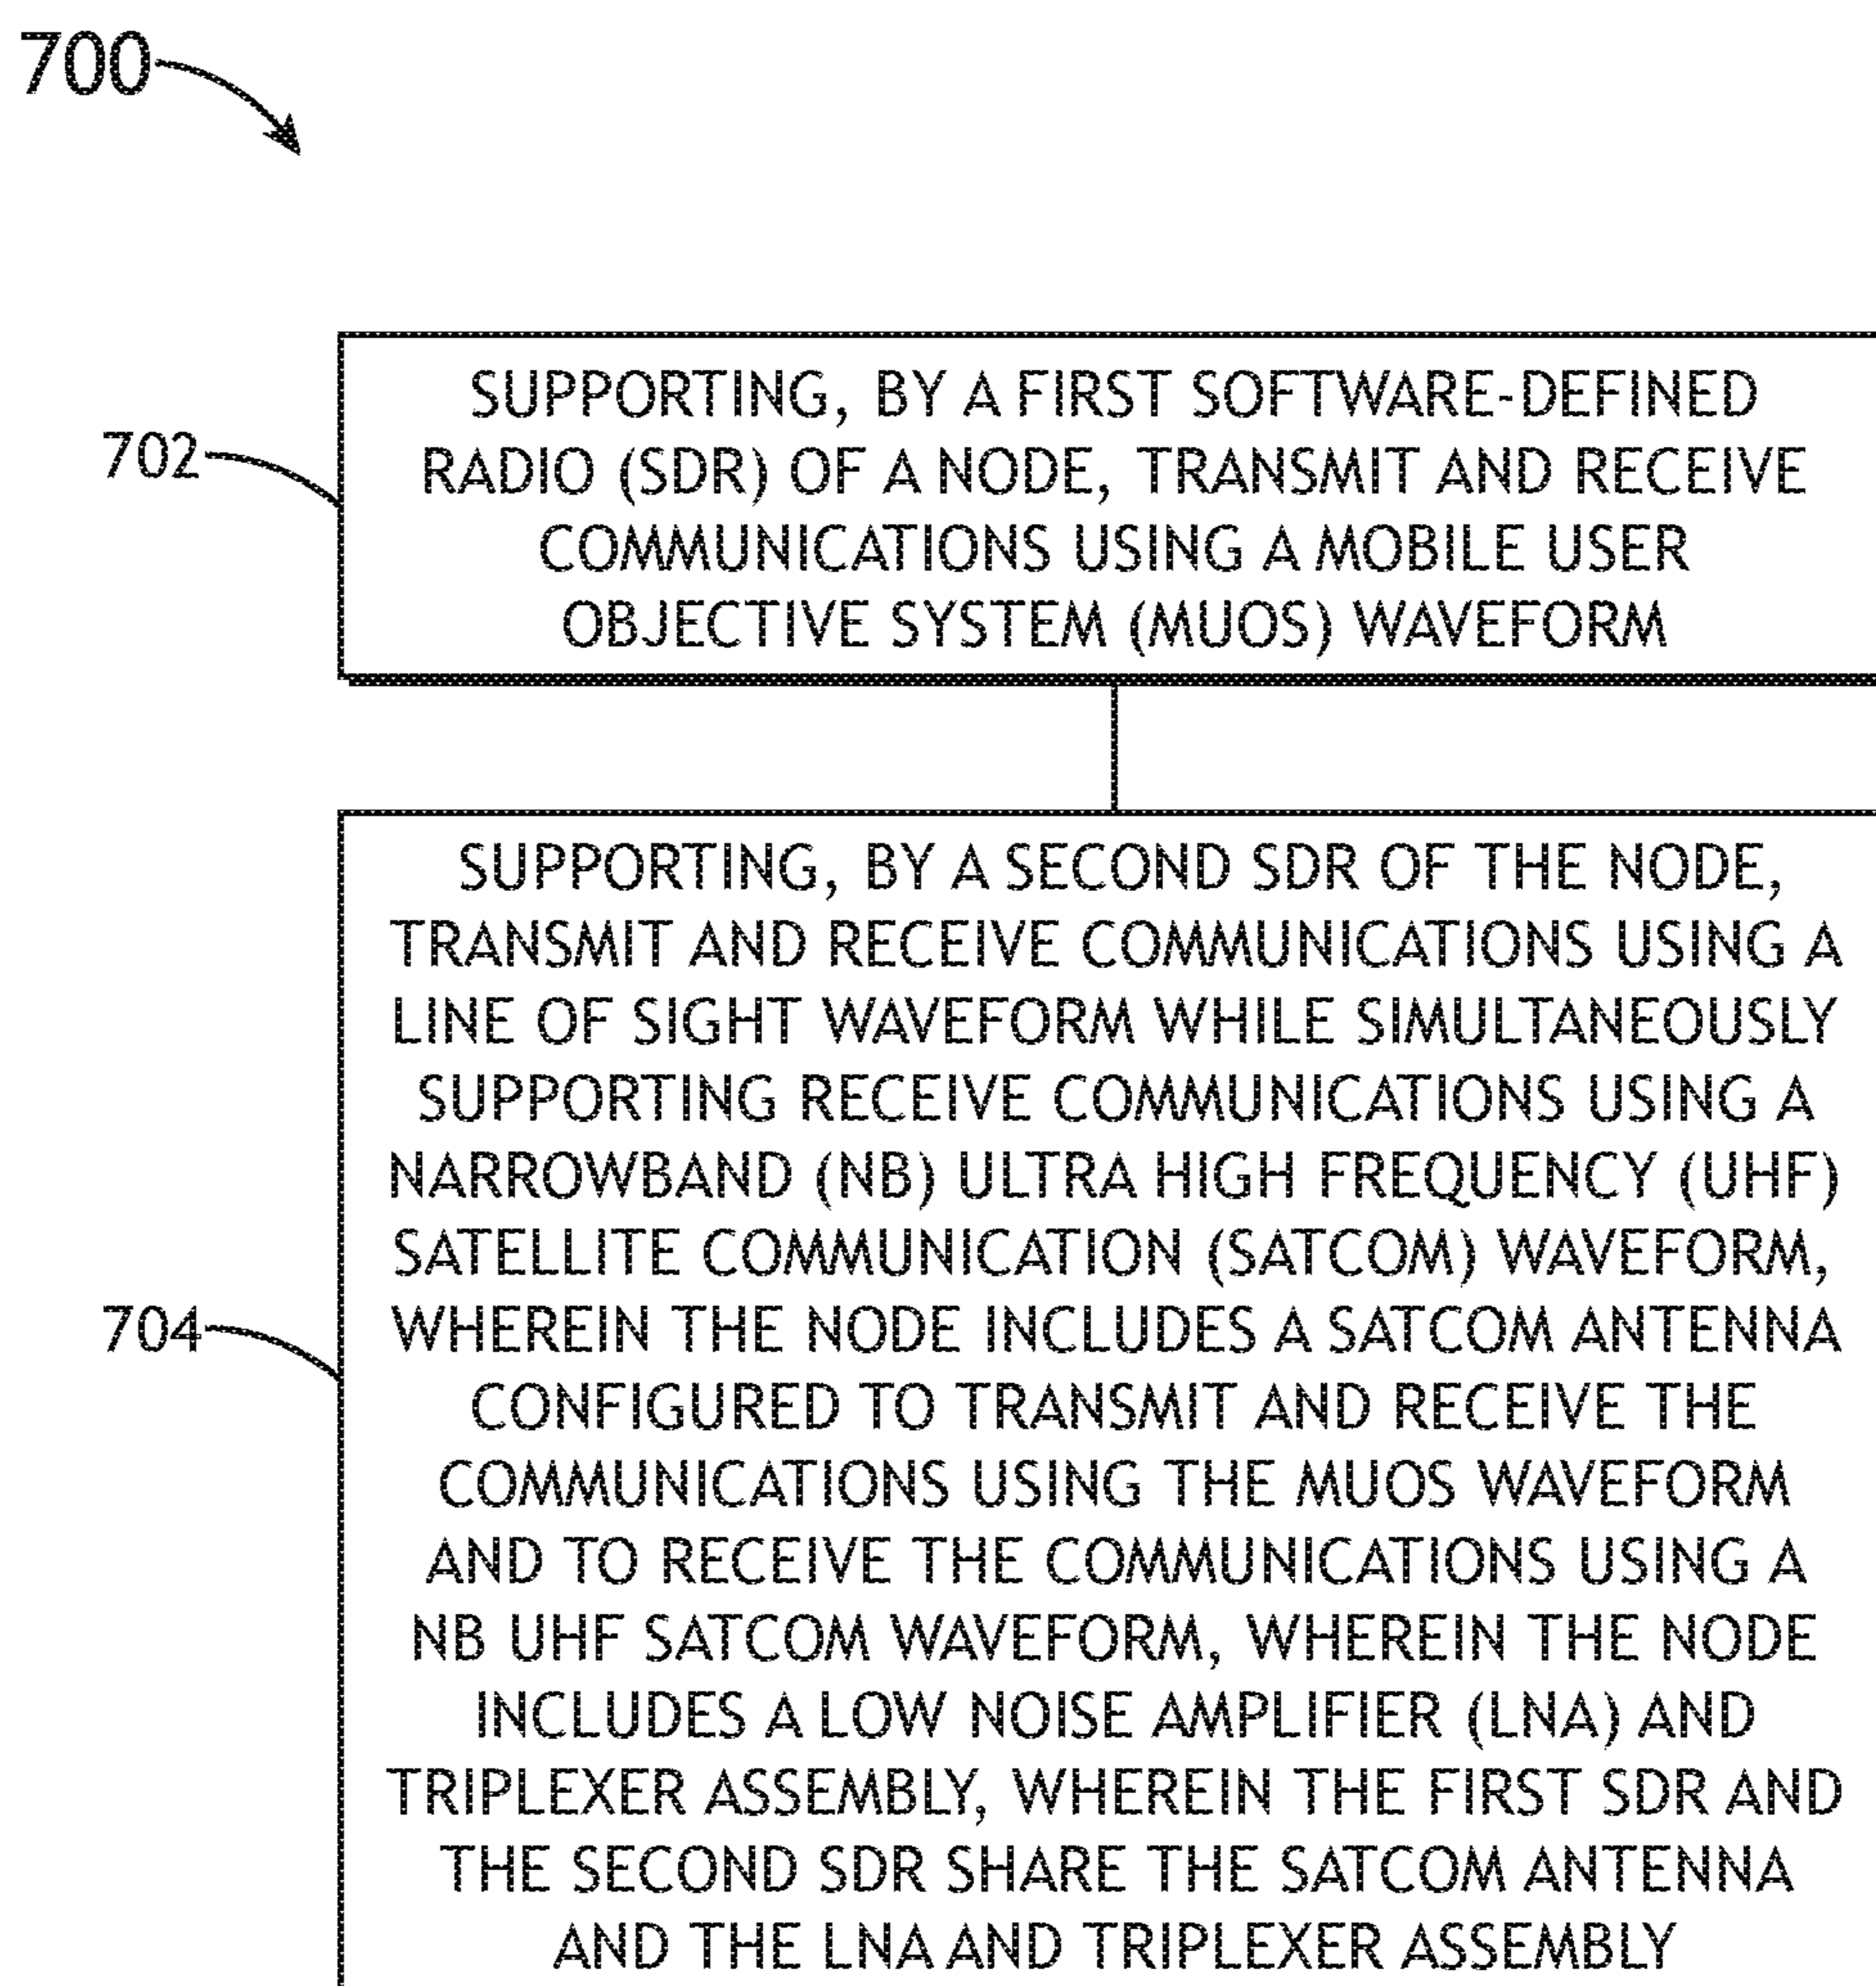 700
702
SUPPORTING, BY A FIRST SOFTWARE-DEFINED
RADIO (SDR) OF A NODE, TRANSMIT AND RECEIVE
COMMUNICATIONS USING A MOBILE USER
OBJECTIVE SYSTEM (MUOS) WAVEFORM
704
SUPPORTING, BY A SECOND SDR OF THE NODE,
TRANSMIT AND RECEIVE COMMUNICATIONS USING A
LINE OF SIGHT WAVEFORM WHILE SIMULTANEOUSLY
SUPPORTING RECEIVE COMMUNICATIONS USING A
NARROWBAND (NB) ULTRA HIGH FREQUENCY (UHF)
SATELLITE COMMUNICATION (SATCOM) WAVEFORM,
WHEREIN THE NODE INCLUDES A SATCOM ANTENNA
CONFIGURED TO TRANSMIT AND RECEIVE THE
COMMUNICATIONS USING THE MUOS WAVEFORM
AND TO RECEIVE THE COMMUNICATIONS USING A
NB UHF SATCOM WAVEFORM, WHEREIN THE NODE
INCLUDES A LOW NOISE AMPLIFIER (LNA) AND
TRIPLEXER ASSEMBLY, WHEREIN THE FIRST SDR AND
THE SECOND SDR SHARE THE SATCOM ANTENNA
AND THE LNA AND TRIPLEXER ASSEMBLY